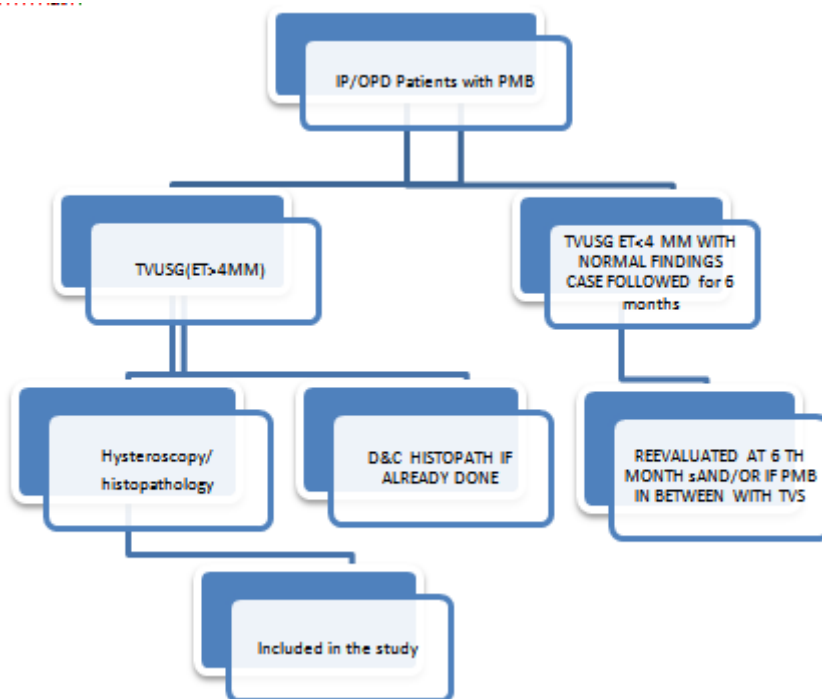 IP/OPD Patients with PMB
TVUSG(ET>4MM)
TVUSG ET<4 MM WITH
NORMAL FINDINGS
CASE FOLLOWED for 6
months
Hysteroscopy/
histopathology
D&C HISTOPATH IF
ALREADY DONE
REEVALUATED AT 6 TH
MONTH sAND/OR IF PMB
IN BETWEEN WITH TVS
Included in the study